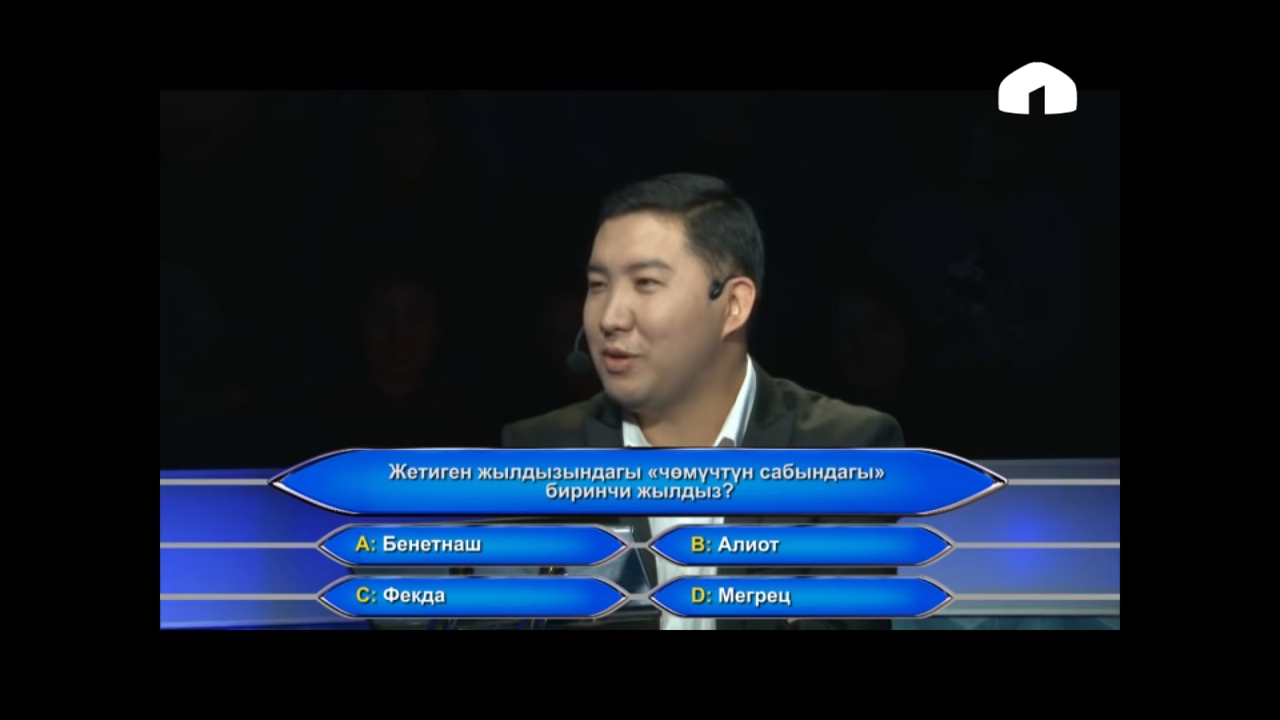 Жетиген жылдызындагы «чөмүчтүн сабындагы»
биринчи жылдыз?
A: Бенетнаш
B: Алиот
C: Фекда
D: Мегрец